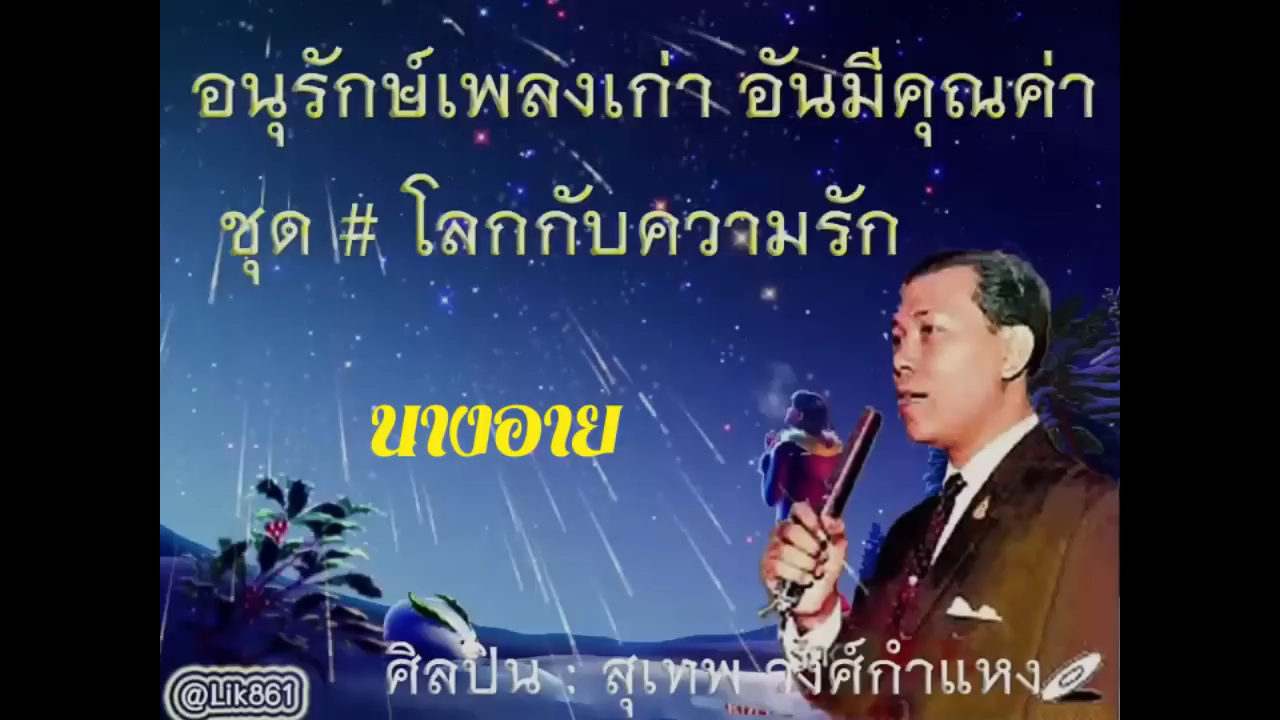 อนุรักษ์เพลงเก่า อันมีคุณค่า
ชุด # โลกกับความรัก
นางอาย
ศิลปิน : สุเทพ วงศ์กำแหง
@Lik861